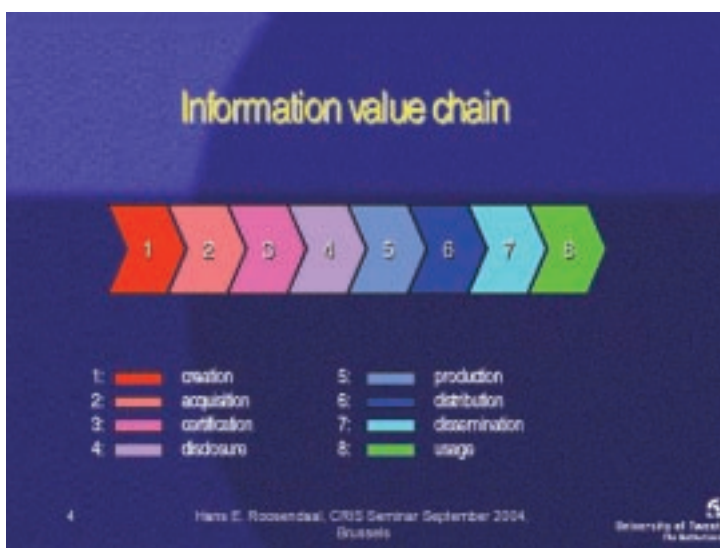 Information value chain
1 2 3 4 5 6 7 8
1: creation 5: production
2: acquisition 6: distribution
3: certification 7: dissemination
4: disclosure 8: usage
4 Hans E. Roosendaal, CRIS Seminar September 2004,
Brussels
University of Twente
The Netherlands